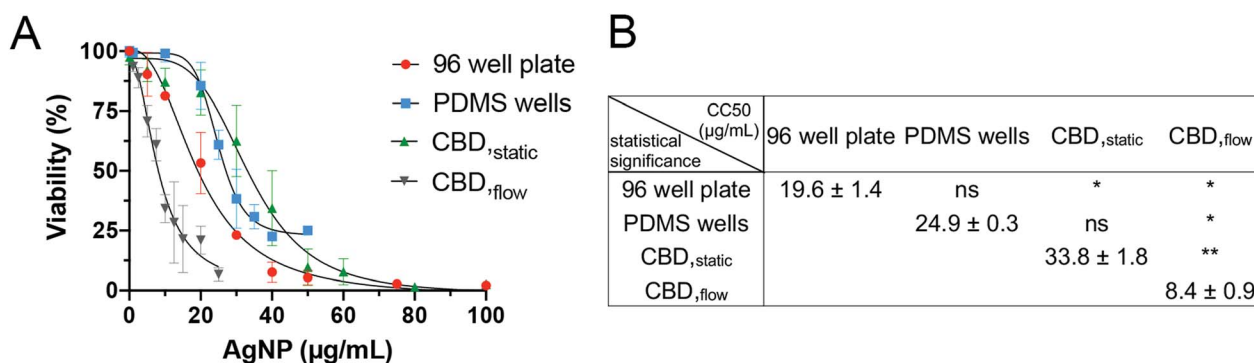 A
B
Viability (%)
100
75
50
25
0
0 20 40 60 80 100
AgNP (µg/mL)
96 well plate
PDMS wells
CBD,static
CBD,flow
CC50
(µg/mL)
statistical
significance
96 well plate PDMS wells CBD,static CBD,flow
96 well plate 19.6 ± 1.4 ns * *
PDMS wells 24.9 ± 0.3 ns *
CBD,static 33.8 ± 1.8 **
CBD,flow 8.4 ± 0.9